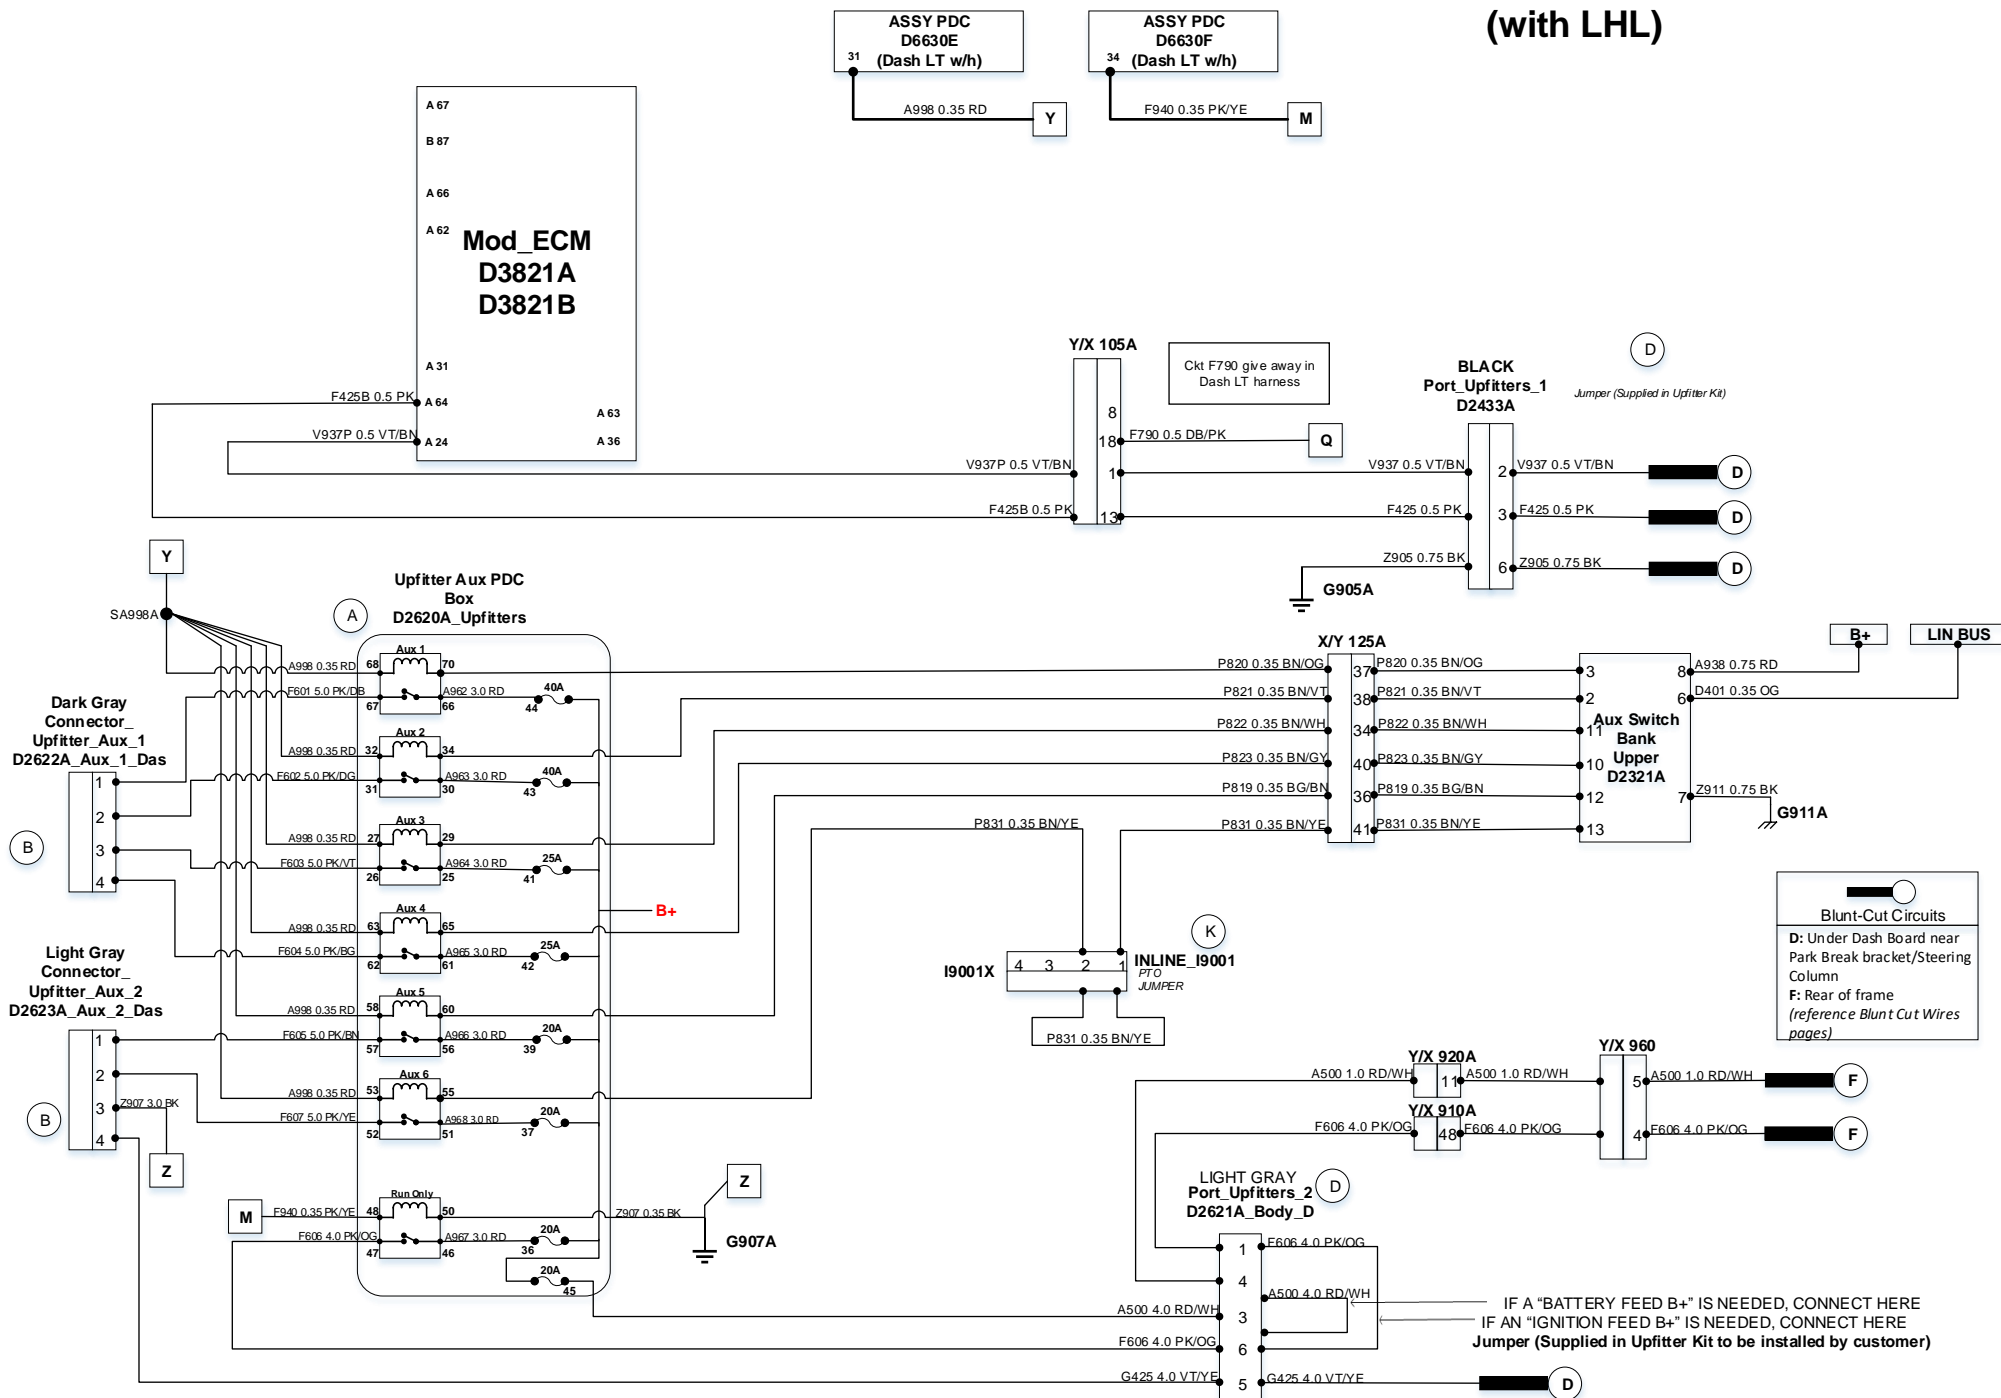 (with LHL)
ASSY PDC
D6630E
31 (Dash LT w/h)
ASSY PDC
D6630F
34 (Dash LT w/h)
A998 0.35 RD
Y
F940 0.35 PK/YE
M
A 67
B 87
A 66
A 62
Mod_ECM
D3821A
D3821B
A 31
F425B 0.5 PK
A 64
A 63
V937P 0.5 VT/BN
A 24
A 36
Y/X 105A
Ckt F790 give away in
Dash LT harness
8
18
F790 0.5 DB/PK
Q
V937P 0.5 VT/BN
1
F425B 0.5 PK
13
BLACK
Port_Upfitters_1
D2433A
D
Jumper (Supplied in Upfitter Kit)
V937 0.5 VT/BN
2
V937 0.5 VT/BN
D
F425 0.5 PK
3
F425 0.5 PK
D
Z905 0.75 BK
6
Z905 0.75 BK
D
G905A
Y
SA998A
A
Upfitter Aux PDC
Box
D2620A_Upfitters
Aux 1
A998 0.35 RD
68
70
F601 5.0 PK/DB
67
66
A962 3.0 RD
40A
44
Aux 2
A998 0.35 RD
32
34
F602 5.0 PK/DG
31
30
A963 3.0 RD
40A
43
Aux 3
A998 0.35 RD
27
29
F603 5.0 PK/VT
26
25
A964 3.0 RD
25A
41
Aux 4
A998 0.35 RD
63
65
F604 5.0 PK/BG
62
61
A965 3.0 RD
25A
42
Aux 5
A998 0.35 RD
58
60
F605 5.0 PK/BN
57
56
A966 3.0 RD
20A
39
Aux 6
A998 0.35 RD
53
55
F607 5.0 PK/YE
52
51
A968 3.0 RD
20A
37
B+
Run Only
M
F940 0.35 PK/YE
48
50
Z907 0.35 BK
F606 4.0 PK/OG
47
46
A967 3.0 RD
20A
36
20A
45
Z
G907A
Dark Gray
Connector_
Upfitter_Aux_1
D2622A_Aux_1_Das
1
2
3
4
B
Light Gray
Connector_
Upfitter_Aux_2
D2623A_Aux_2_Das
1
2
3
Z907 3.0 BK
4
B
Z
X/Y 125A
P820 0.35 BN/OG
37
P820 0.35 BN/OG
3
P821 0.35 BN/VT
38
P821 0.35 BN/VT
2
P822 0.35 BN/WH
34
P822 0.35 BN/WH
11
P823 0.35 BN/GY
40
P823 0.35 BN/GY
10
P819 0.35 BG/BN
36
P819 0.35 BG/BN
12
P831 0.35 BN/YE
P831 0.35 BN/YE
41
P831 0.35 BN/YE
13
Aux Switch
Bank
Upper
D2321A
B+
LIN BUS
8
A938 0.75 RD
6
D401 0.35 OG
7
Z911 0.75 BK
G911A
K
I9001X
4 3 2 1
INLINE_I9001
PTO
JUMPER
P831 0.35 BN/YE
Blunt-Cut Circuits
D: Under Dash Board near
Park Break bracket/Steering
Column
F: Rear of frame
(reference Blunt Cut Wires
pages)
Y/X 920A
A500 1.0 RD/WH
11
A500 1.0 RD/WH
Y/X 960
5
A500 1.0 RD/WH
F
Y/X 910A
F606 4.0 PK/OG
48
F606 4.0 PK/OG
4
F606 4.0 PK/OG
F
LIGHT GRAY
Port_Upfitters_2
D2621A_Body_D
D
1
F606 4.0 PK/OG
4
A500 4.0 RD/WH
A500 4.0 RD/WH
3
F606 4.0 PK/OG
6
G425 4.0 VT/YE
5
G425 4.0 VT/YE
D
IF A “BATTERY FEED B+” IS NEEDED, CONNECT HERE
IF AN “IGNITION FEED B+” IS NEEDED, CONNECT HERE
Jumper (Supplied in Upfitter Kit to be installed by customer)